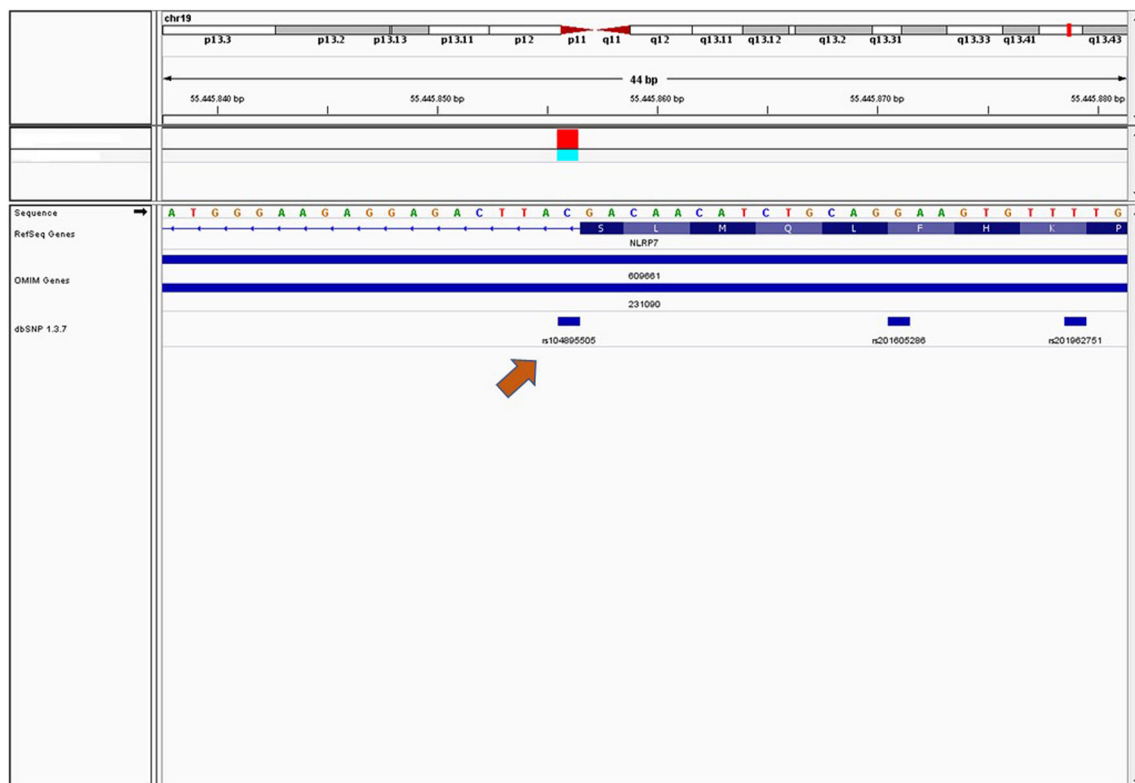 chr19
p13.3 p13.2 p13.13 p13.11 p12 p11 q11 q12 q13.11 q13.12 q13.2 q13.31 q13.33 q13.41 q13.43
44 bp
55.445.840 bp 55.445.850 bp 55.445.860 bp 55.445.870 bp 55.445.880 bp
Sequence A T G G G A A G A G G A G A C T T A C G A C A A C A T C T G C A G G A A G T G T T T T G
RefSeq Genes S L M Q L F H K P
NLRP7
OMIM Genes
609661
231090
dbSNP 1.3.7
rs104895505 rs201605286 rs201962751